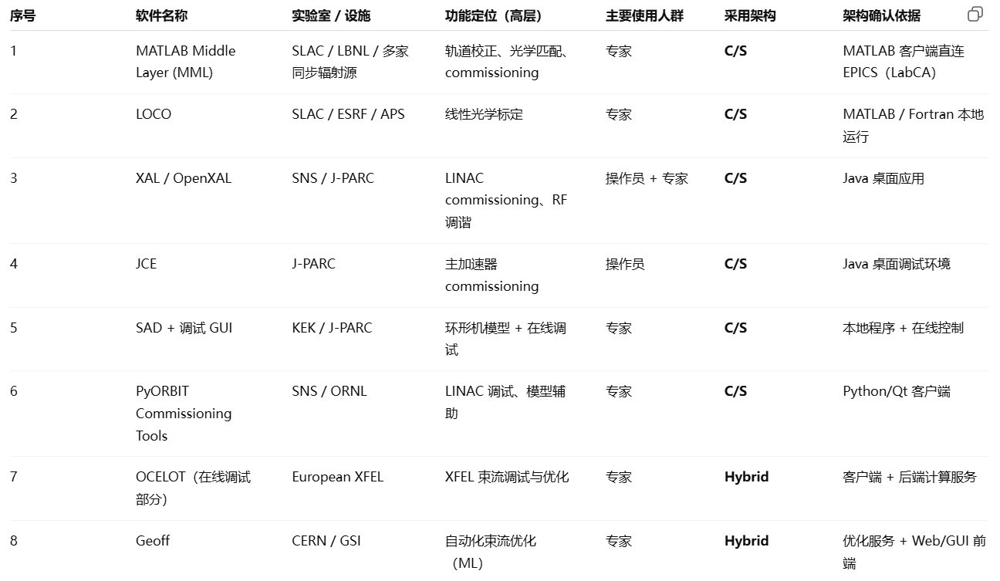 序号 软件名称 实验室 / 设施 功能定位（高层） 主要使用人群 采用架构 架构确认依据
1 MATLAB Middle SLAC / LBNL / 多家 轨道校正、光学匹配、 专家 C/S MATLAB 客户端直连
Layer (MML) 同步辐射源 commissioning EPICS（LabCA）
2 LOCO SLAC / ESRF / APS 线性光学标定 专家 C/S MATLAB / Fortran 本地
运行
3 XAL / OpenXAL SNS / J-PARC LINAC 操作员 + 专家 C/S Java 桌面应用
commissioning、RF
调谐
4 JCE J-PARC 主加速器 操作员 C/S Java 桌面调试环境
commissioning
5 SAD + 调试 GUI KEK / J-PARC 环形机模型 + 在线调 专家 C/S 本地程序 + 在线控制
试
6 PyORBIT SNS / ORNL LINAC 调试、模型辅 专家 C/S Python/Qt 客户端
Commissioning 助
Tools
7 OCELOT（在线调试 European XFEL XFEL 束流调试与优化 专家 Hybrid 客户端 + 后端计算服务
部分）
8 Geoff CERN / GSI 自动化束流优化 专家 Hybrid 优化服务 + Web/GUI 前
（ML） 端